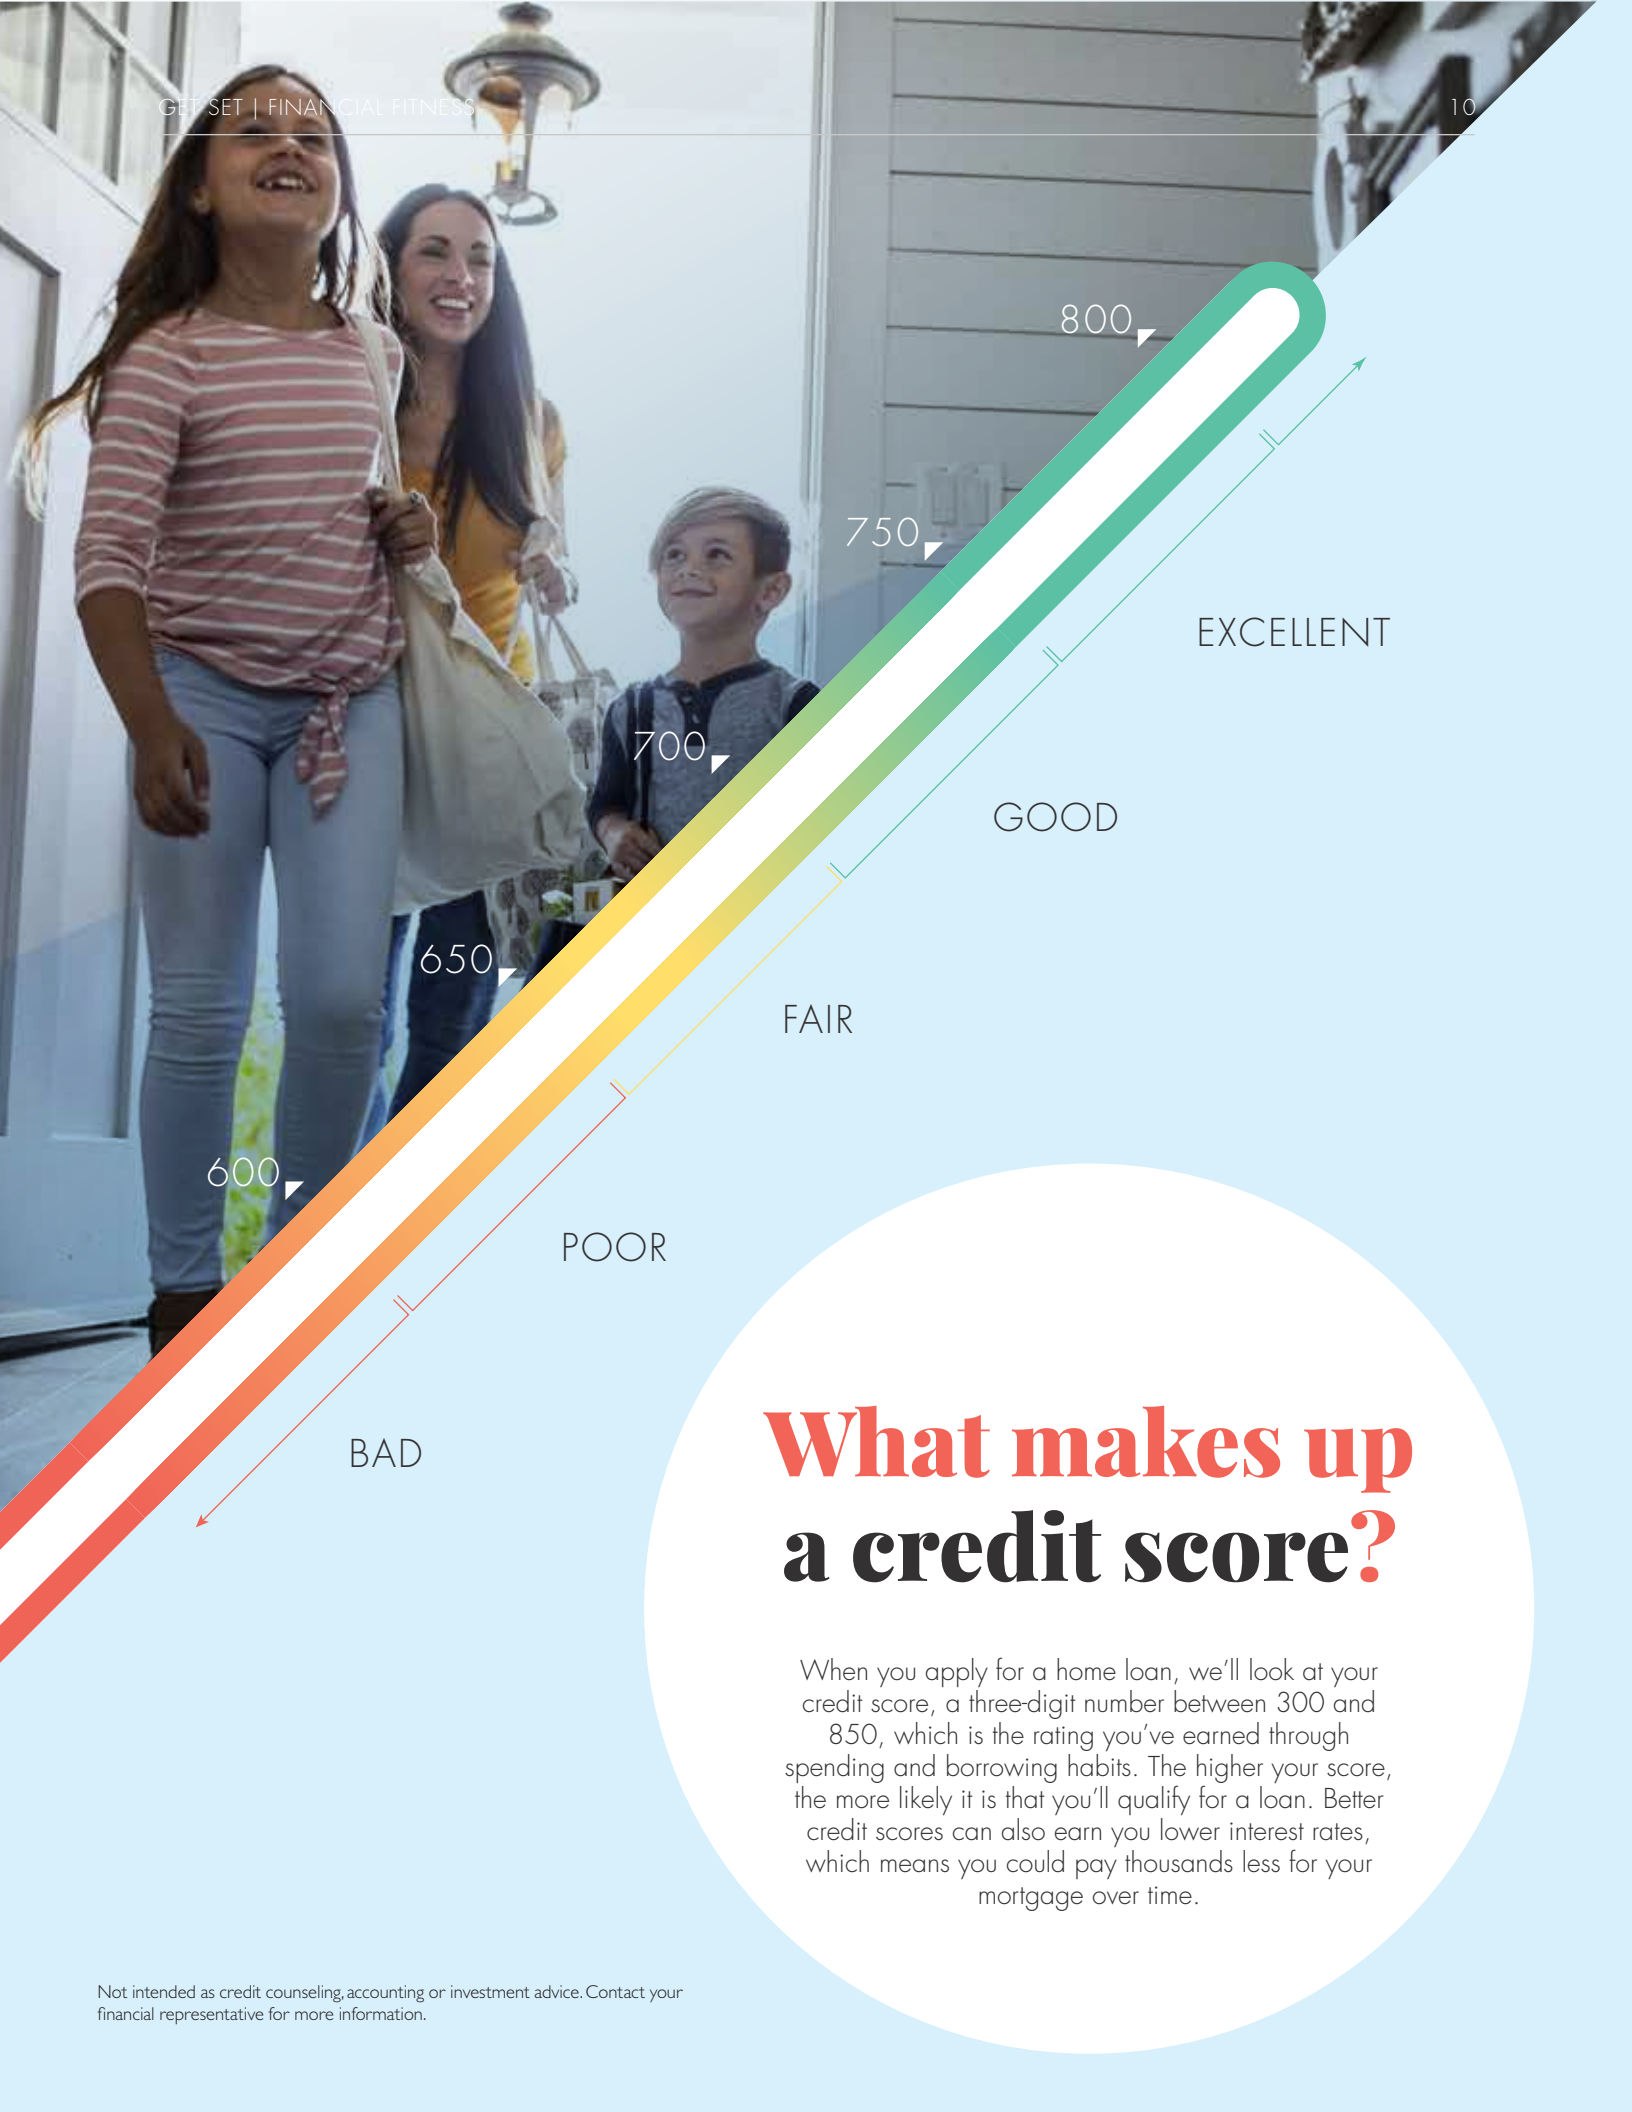 GET SET | FINANCIAL FITNESS 10
800
750
EXCELLENT
700
GOOD
650
FAIR
600
POOR
BAD
What makes up
a credit score?
When you apply for a home loan, we’ll look at your
credit score, a three-digit number between 300 and
850, which is the rating you’ve earned through
spending and borrowing habits. The higher your score,
the more likely it is that you’ll qualify for a loan. Better
credit scores can also earn you lower interest rates,
which means you could pay thousands less for your
mortgage over time.
Not intended as credit counseling, accounting or investment advice. Contact your
financial representative for more information.